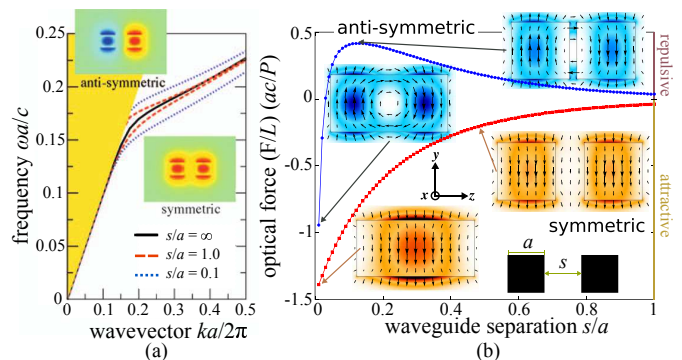 (a)
frequency ωa/c
0.25
0.2
0.15
0.1
0.05
0
anti-symmetric
symmetric
s/a = ∞
s/a = 1.0
s/a = 0.1
0 0.1 0.2 0.3 0.4 0.5
wavevector ka/2π
(a)
(b)
optical force (F/L) (ac/P)
0.5
0
-0.5
-1
-1.5
anti-symmetric
repulsive
attractive
y
x z
symmetric
a
s
0 0.2 0.4 0.6 0.8 1
waveguide separation s/a
(b)